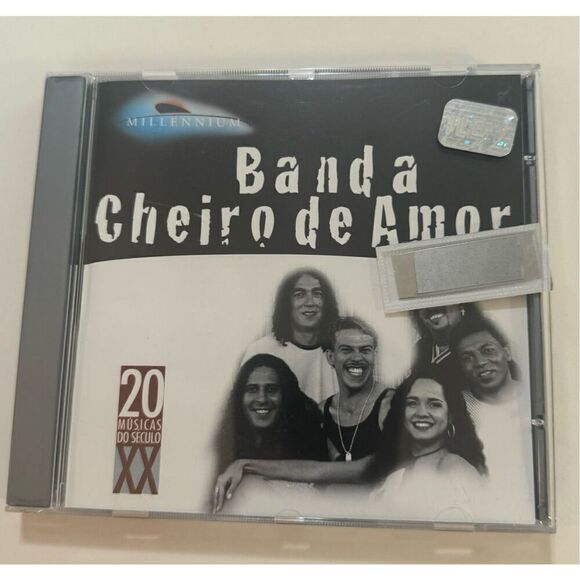 MILLENNIUM
Banda
Cheiro de Amor
20
MÚSICAS
DO SÉCULO
XX